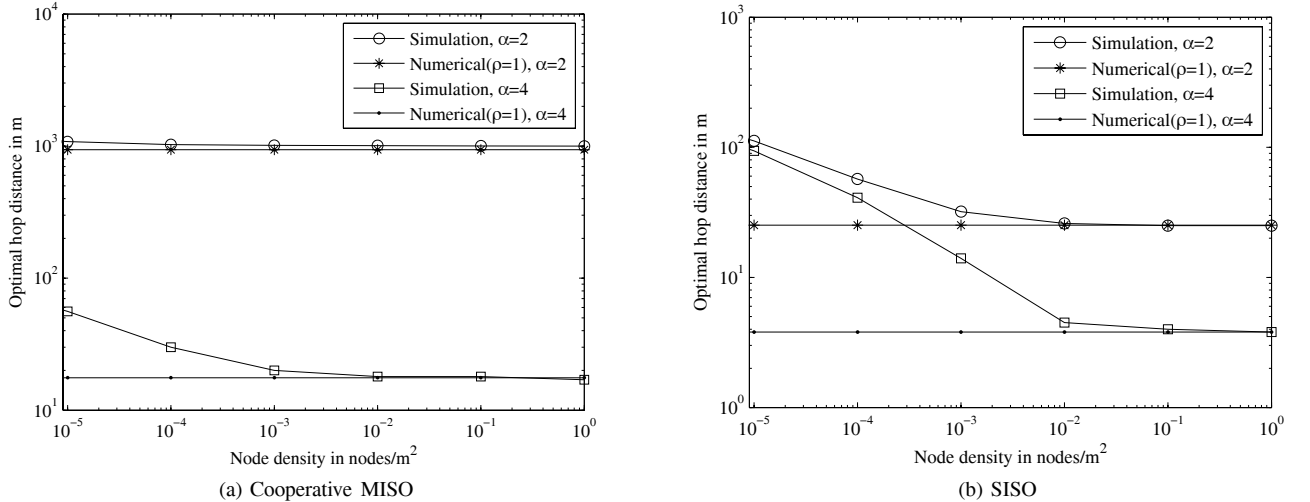 10^4
10^3
10^2
10^1
Optimal hop distance in m
10^-5
10^-4
10^-3
10^-2
10^-1
10^0
Node density in nodes/m^2
Simulation, α=2
Numerical(ρ=1), α=2
Simulation, α=4
Numerical(ρ=1), α=4
(a) Cooperative MISO
10^3
10^2
10^1
10^0
Optimal hop distance in m
10^-5
10^-4
10^-3
10^-2
10^-1
10^0
Node density in nodes/m^2
Simulation, α=2
Numerical(ρ=1), α=2
Simulation, α=4
Numerical(ρ=1), α=4
(b) SISO